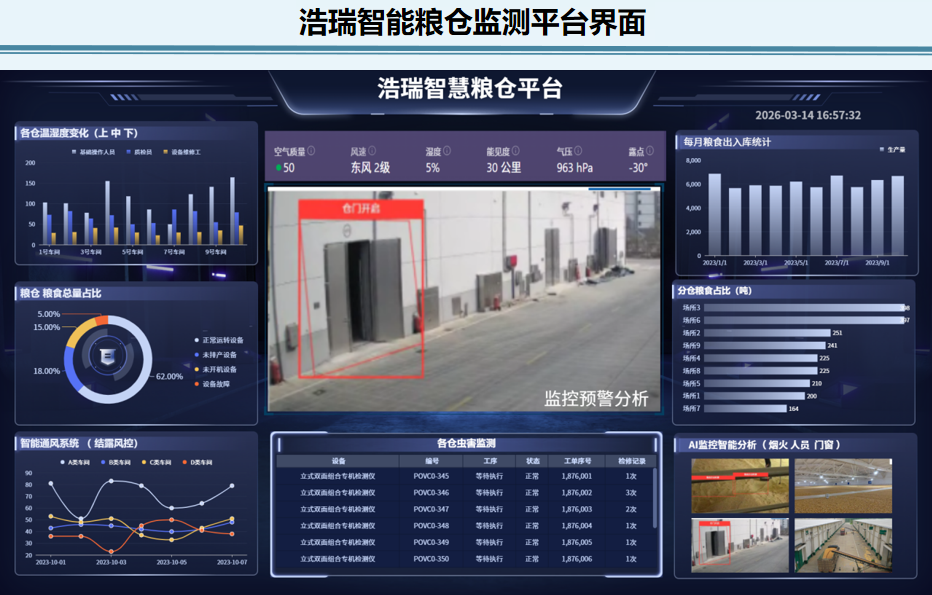 浩瑞智能粮仓监测平台界面
浩瑞智慧粮仓平台
2026-03-14 16:57:32
各仓温湿度变化（上 中 下）
基础操作人员 质检员 设备维修工
200
150
100
50
0
1号车间 3号车间 5号车间 7号车间 9号车间
粮仓 粮食总量占比
5.00%
15.00%
18.00%
62.00%
正常运转设备
未排产设备
未开机设备
设备故障
智能通风系统 （ 结露风控）
A类车间 B类车间 C类车间 D类车间
90
80
70
60
50
40
30
20
2023-10-01 2023-10-03 2023-10-05 2023-10-07
空气质量 风速 湿度 能见度 气压 露点
50 东风 2级 5% 30 公里 963 hPa -30°
仓门开启
监控预警分析
各仓虫害监测
设备 编号 工序 状态 工单序号 检修记录
立式双面组合专机检测仪 POVC0-345 等待执行 正常 1,876,001 1次
立式双面组合专机检测仪 POVC0-346 等待执行 正常 1,876,002 3次
立式双面组合专机检测仪 POVC0-347 等待执行 正常 1,876,003 2次
立式双面组合专机检测仪 POVC0-348 等待执行 正常 1,876,004 1次
立式双面组合专机检测仪 POVC0-349 等待执行 正常 1,876,005 1次
立式双面组合专机检测仪 POVC0-350 等待执行 正常 1,876,006 1次
每月粮食出入库统计
生产量
8,000
6,000
4,000
2,000
0
2023/1/1 2023/3/1 2023/5/1 2023/7/1 2023/9/1
分仓粮食占比（吨）
场所3
场所6
场所2 251
场所9 241
场所4 225
场所8 225
场所5 210
场所1 200
场所7 164
AI监控智能分析（ 烟火 人员 门窗 ）